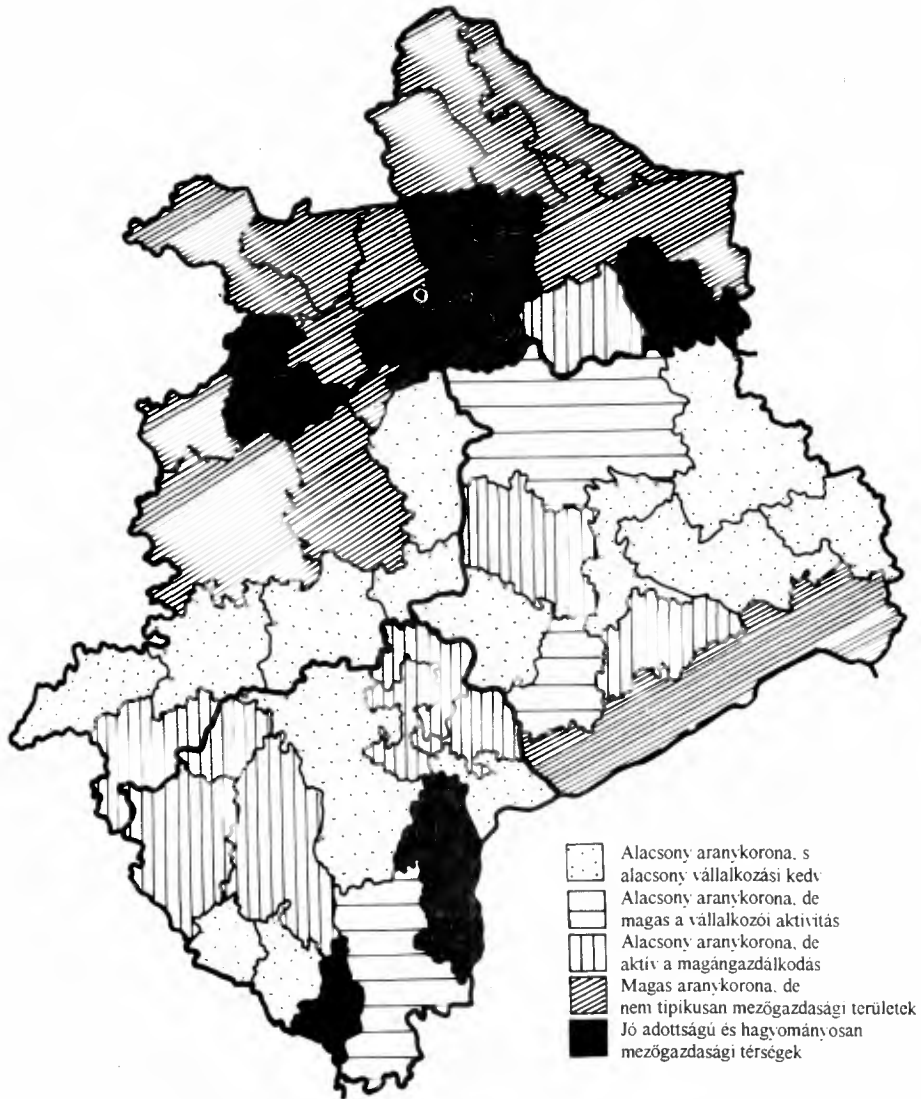 Alacsony aranykorona, s
alacsony vállalkozási kedv
Alacsony aranykorona, de
magas a vállalkozói aktivitás
Alacsony aranykorona, de
aktív a magángazdálkodás
Magas aranykorona, de
nem tipikusan mezőgazdasági területek
Jó adottságú és hagyományosan
mezőgazdasági térségek